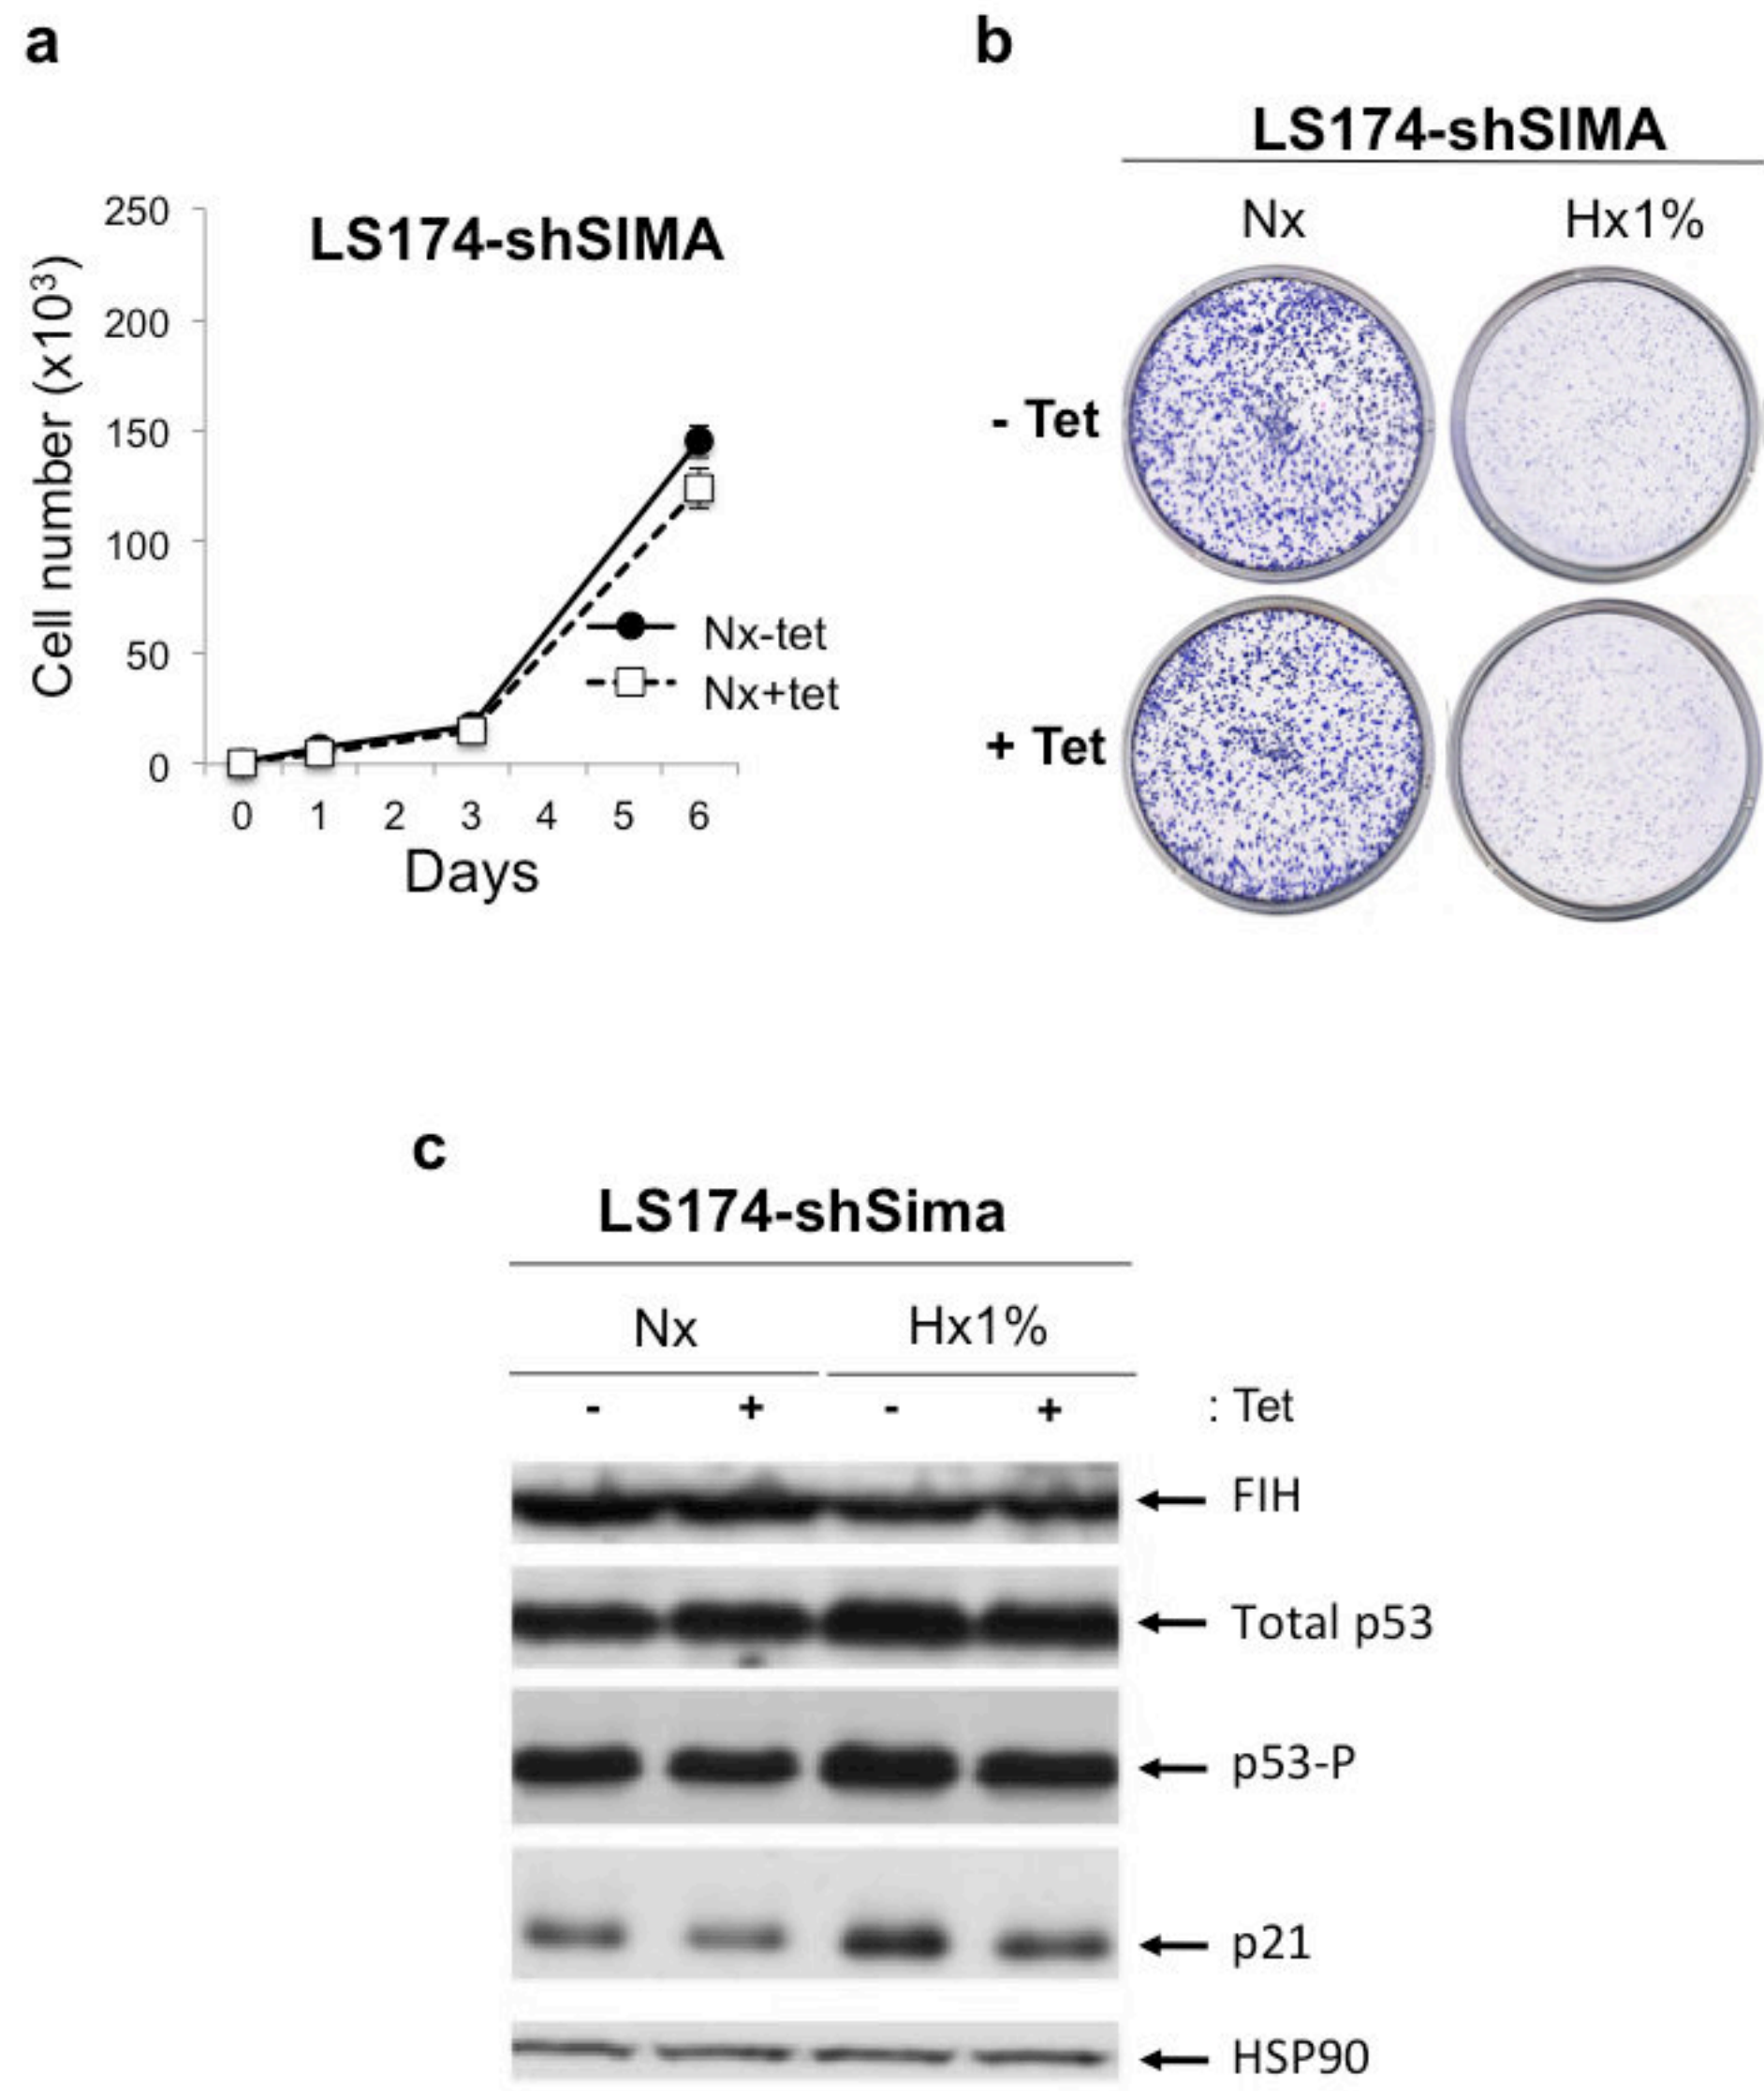 a
LS174-shSIMA
Cell number (x10³)
250
200
150
100
50
0
Nx-tet
Nx+tet
0 1 2 3 4 5 6
Days
b
LS174-shSIMA
Nx Hx1%
- Tet
+ Tet
c
LS174-shSima
Nx Hx1%
- + - + : Tet
FIH
Total p53
p53-P
p21
HSP90